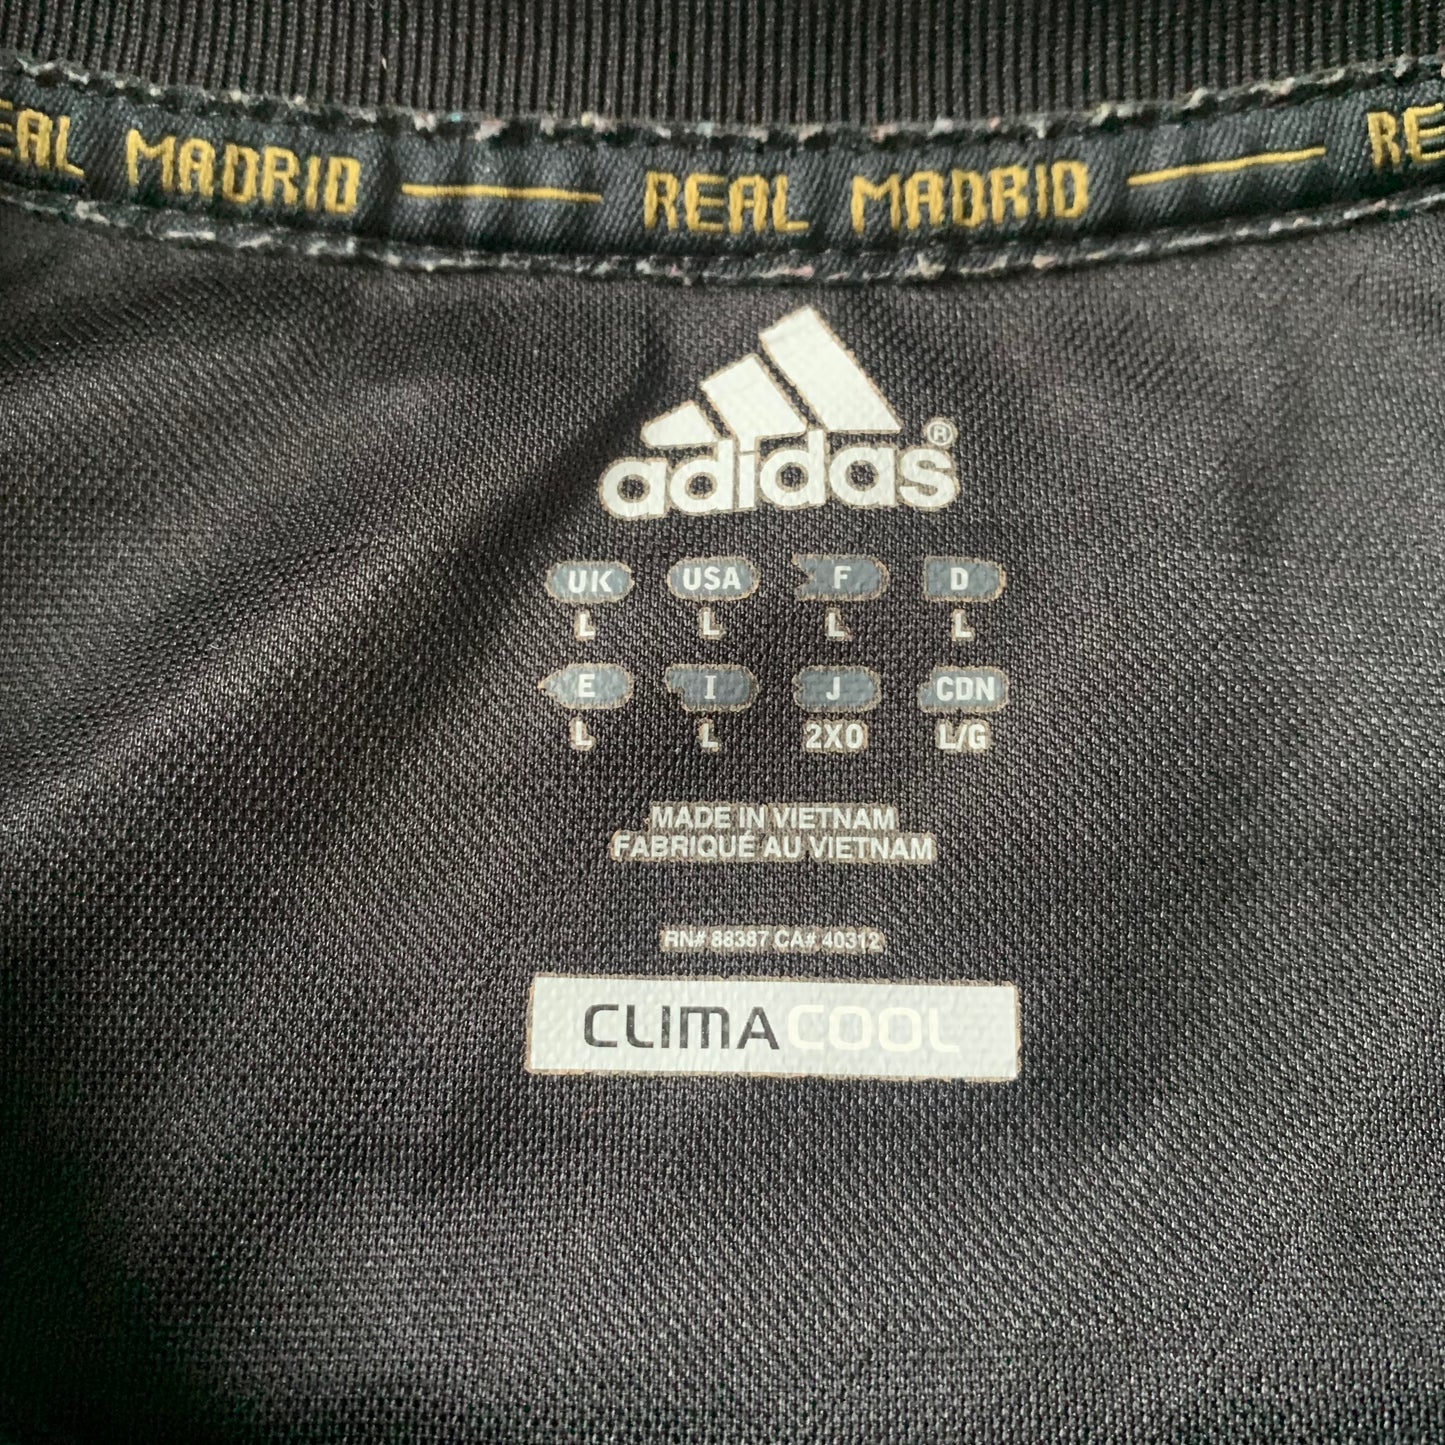 EAL MADRID — REAL MADRID — RE
adidas®
UK USA F D
L L L L
E I J CDN
L L 2XO L/G
MADE IN VIETNAM
FABRIQUÉ AU VIETNAM
RN# 88387 CA# 40312
CLIMACOOL